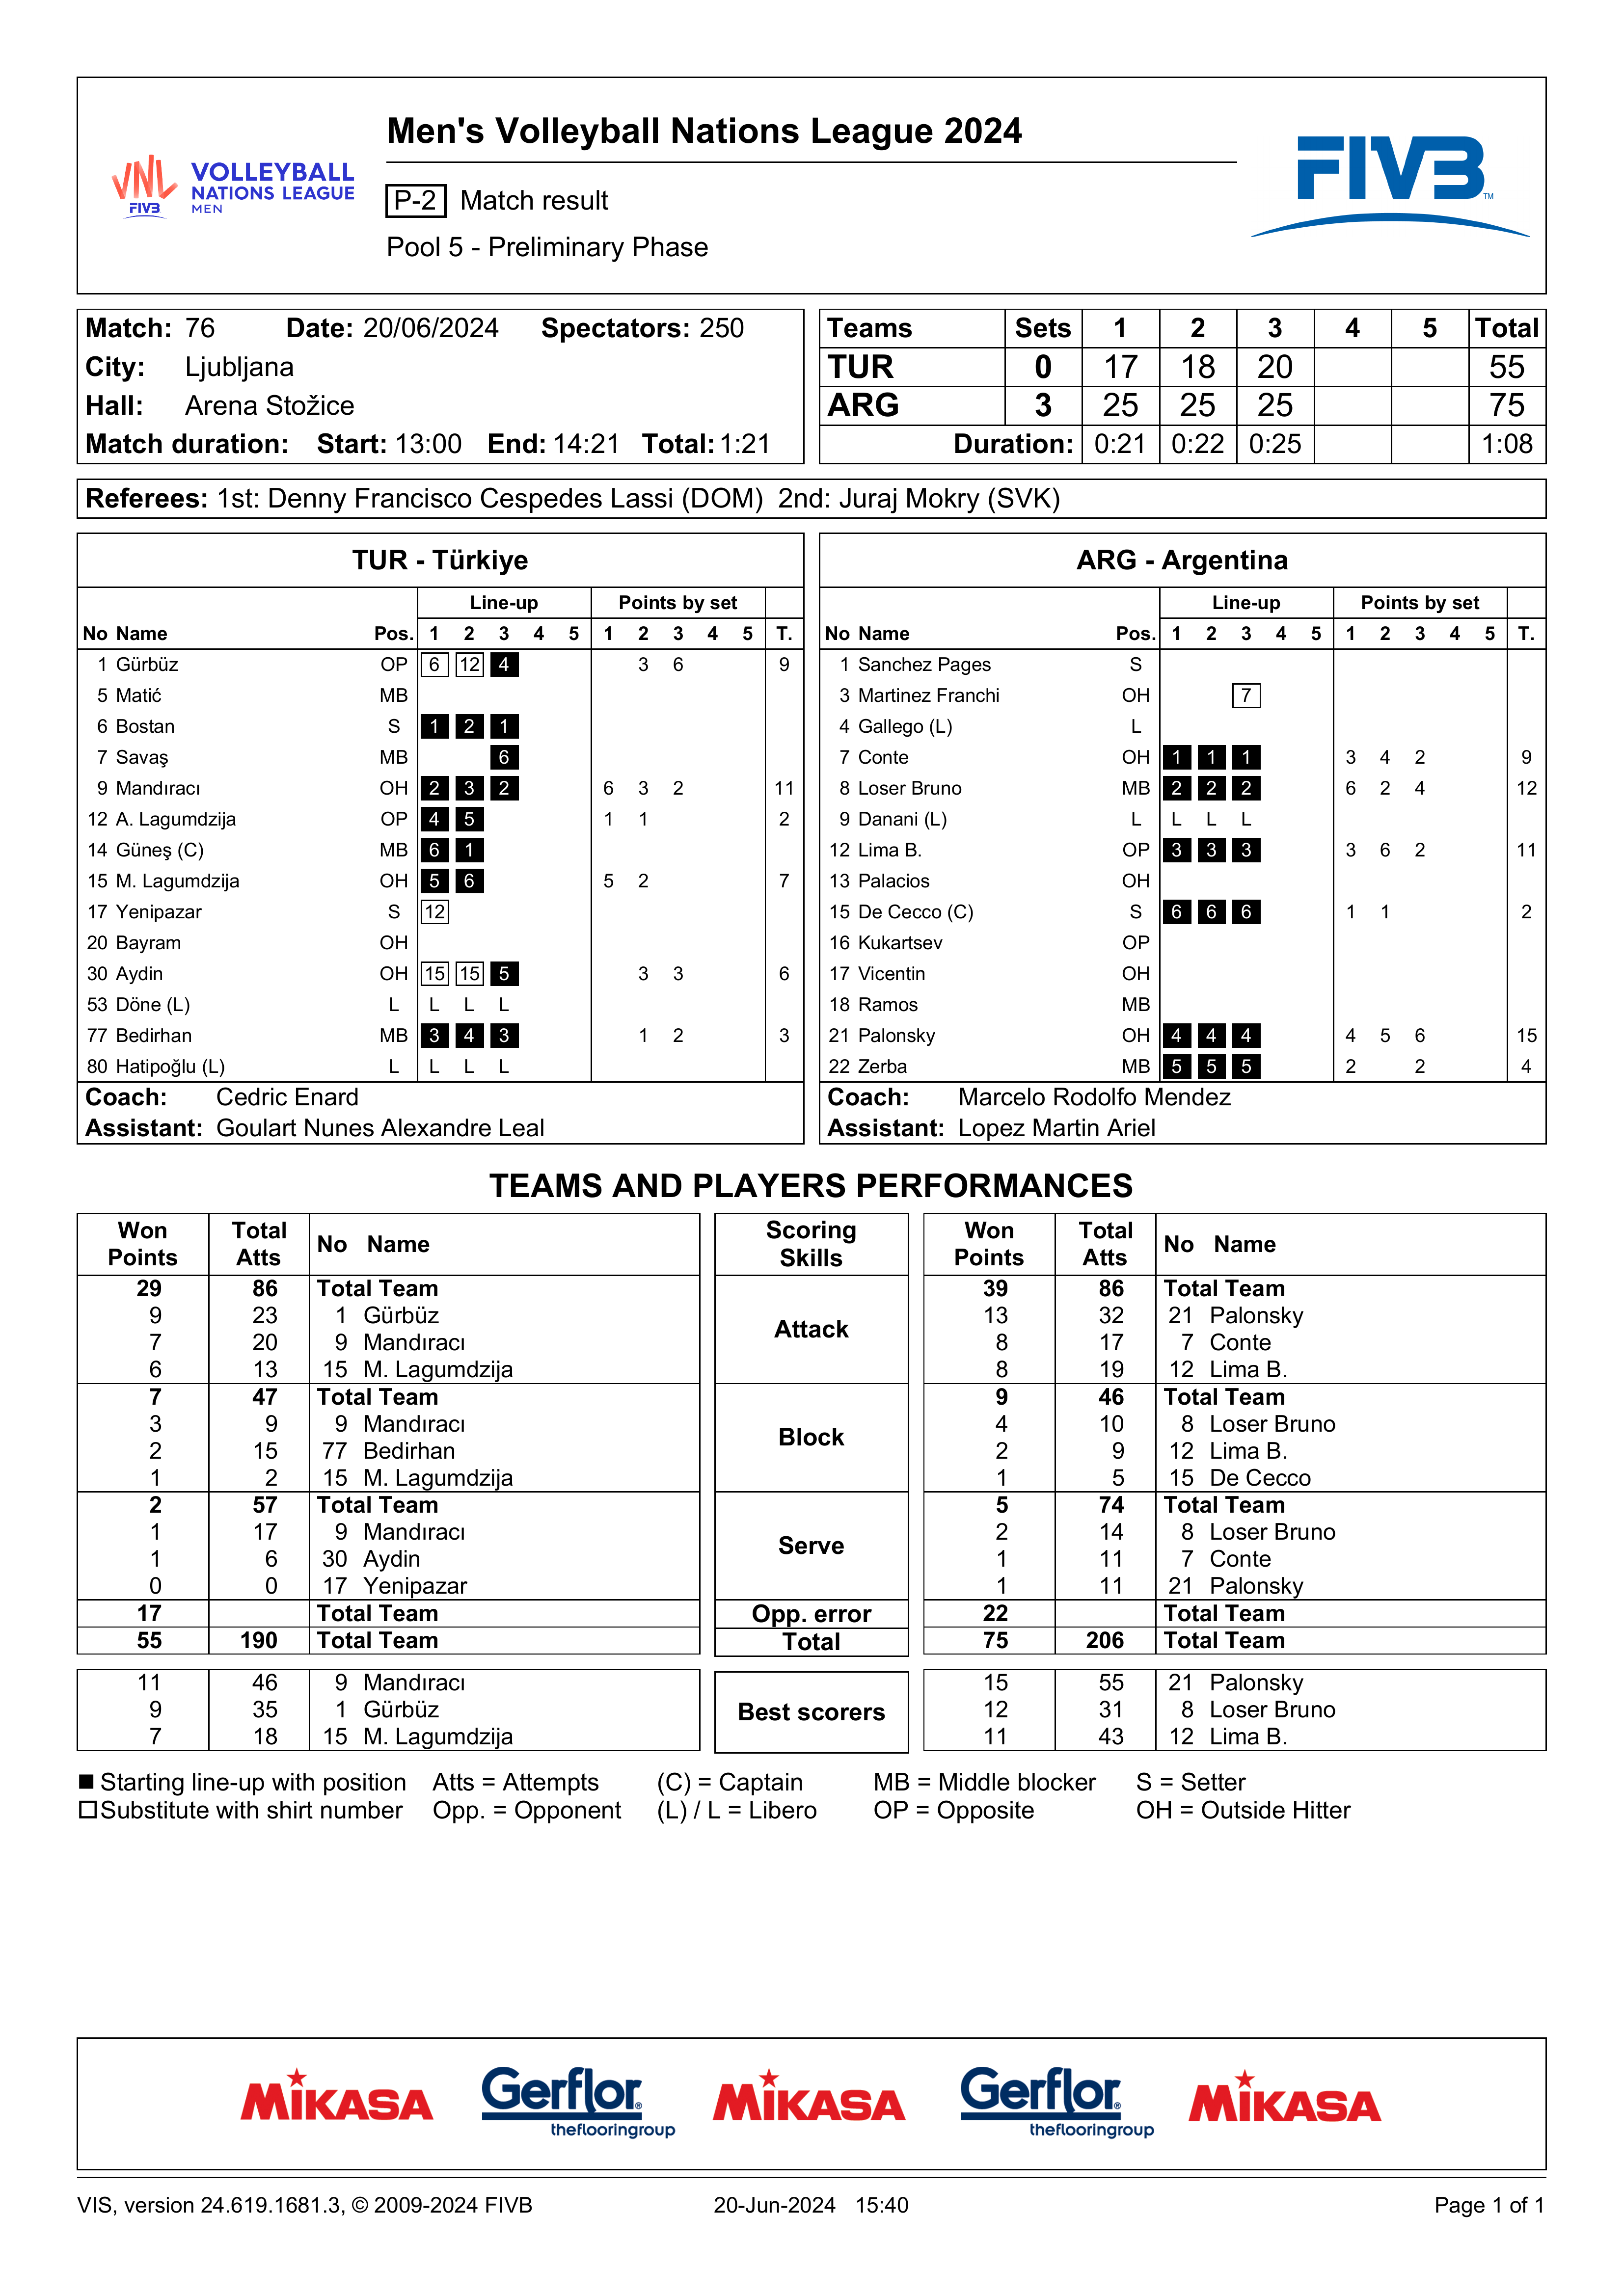 Men's Volleyball Nations League 2024
VNL FIVB
VOLLEYBALL
NATIONS LEAGUE
MEN
P-2 Match result
Pool 5 - Preliminary Phase
FIVB TM
Match: 76 Date: 20/06/2024 Spectators: 250
City: Ljubljana
Hall: Arena Stožice
Match duration: Start: 13:00 End: 14:21 Total: 1:21
Teams Sets 1 2 3 4 5 Total
TUR 0 17 18 20 55
ARG 3 25 25 25 75
Duration: 0:21 0:22 0:25 1:08
Referees: 1st: Denny Francisco Cespedes Lassi (DOM) 2nd: Juraj Mokry (SVK)
TUR - Türkiye
Line-up Points by set
No Name Pos. 1 2 3 4 5 1 2 3 4 5 T.
1 Gürbüz OP 6 12 4 3 6 9
5 Matić MB
6 Bostan S 1 2 1
7 Savaş MB 6
9 Mandıracı OH 2 3 2 6 3 2 11
12 A. Lagumdzija OP 4 5 1 1 2
14 Güneş (C) MB 6 1
15 M. Lagumdzija OH 5 6 5 2 7
17 Yenipazar S 12
20 Bayram OH
30 Aydin OH 15 15 5 3 3 6
53 Döne (L) L L L L
77 Bedirhan MB 3 4 3 1 2 3
80 Hatipoğlu (L) L L L L
Coach: Cedric Enard
Assistant: Goulart Nunes Alexandre Leal
ARG - Argentina
Line-up Points by set
No Name Pos. 1 2 3 4 5 1 2 3 4 5 T.
1 Sanchez Pages S
3 Martinez Franchi OH 7
4 Gallego (L) L
7 Conte OH 1 1 1 3 4 2 9
8 Loser Bruno MB 2 2 2 6 2 4 12
9 Danani (L) L L L L
12 Lima B. OP 3 3 3 3 6 2 11
13 Palacios OH
15 De Cecco (C) S 6 6 6 1 1 2
16 Kukartsev OP
17 Vicentin OH
18 Ramos MB
21 Palonsky OH 4 4 4 4 5 6 15
22 Zerba MB 5 5 5 2 2 4
Coach: Marcelo Rodolfo Mendez
Assistant: Lopez Martin Ariel
TEAMS AND PLAYERS PERFORMANCES
Won Points Total Atts No Name Scoring Skills Won Points Total Atts No Name
Attack
29 86 Total Team 39 86 Total Team
9 23 1 Gürbüz 13 32 21 Palonsky
7 20 9 Mandıracı 8 17 7 Conte
6 13 15 M. Lagumdzija 8 19 12 Lima B.
Block
7 47 Total Team 9 46 Total Team
3 9 9 Mandıracı 4 10 8 Loser Bruno
2 15 77 Bedirhan 2 9 12 Lima B.
1 2 15 M. Lagumdzija 1 5 15 De Cecco
Serve
2 57 Total Team 5 74 Total Team
1 17 9 Mandıracı 2 14 8 Loser Bruno
1 6 30 Aydin 1 11 7 Conte
0 0 17 Yenipazar 1 11 21 Palonsky
17 Total Team Opp. error 22 Total Team
55 190 Total Team Total 75 206 Total Team
Best scorers
11 46 9 Mandıracı 15 55 21 Palonsky
9 35 1 Gürbüz 12 31 8 Loser Bruno
7 18 15 M. Lagumdzija 11 43 12 Lima B.
■ Starting line-up with position Atts = Attempts (C) = Captain MB = Middle blocker S = Setter
□ Substitute with shirt number Opp. = Opponent (L) / L = Libero OP = Opposite OH = Outside Hitter
MIKASA Gerflor® theflooringgroup MIKASA Gerflor® theflooringgroup MIKASA
VIS, version 24.619.1681.3, © 2009-2024 FIVB 20-Jun-2024 15:40 Page 1 of 1